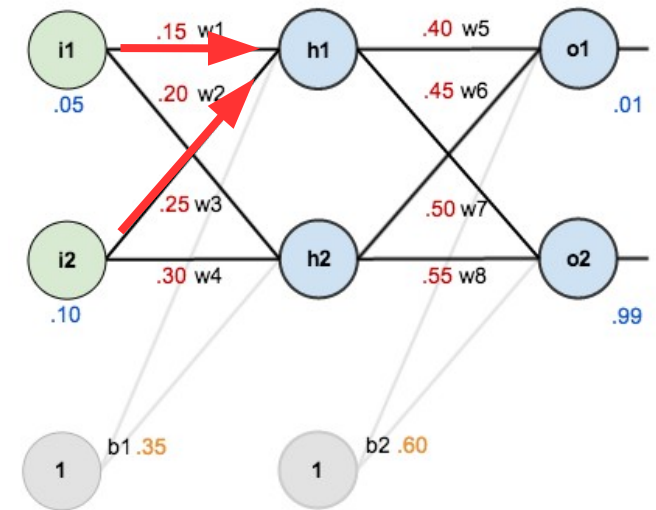 .15 w1
.40 w5
i1
h1
o1
.05
.20 w2
.45 w6
.01
.25 w3
.50 w7
i2
h2
o2
.10
.30 w4
.55 w8
.99
b1 .35
b2 .60
1
1